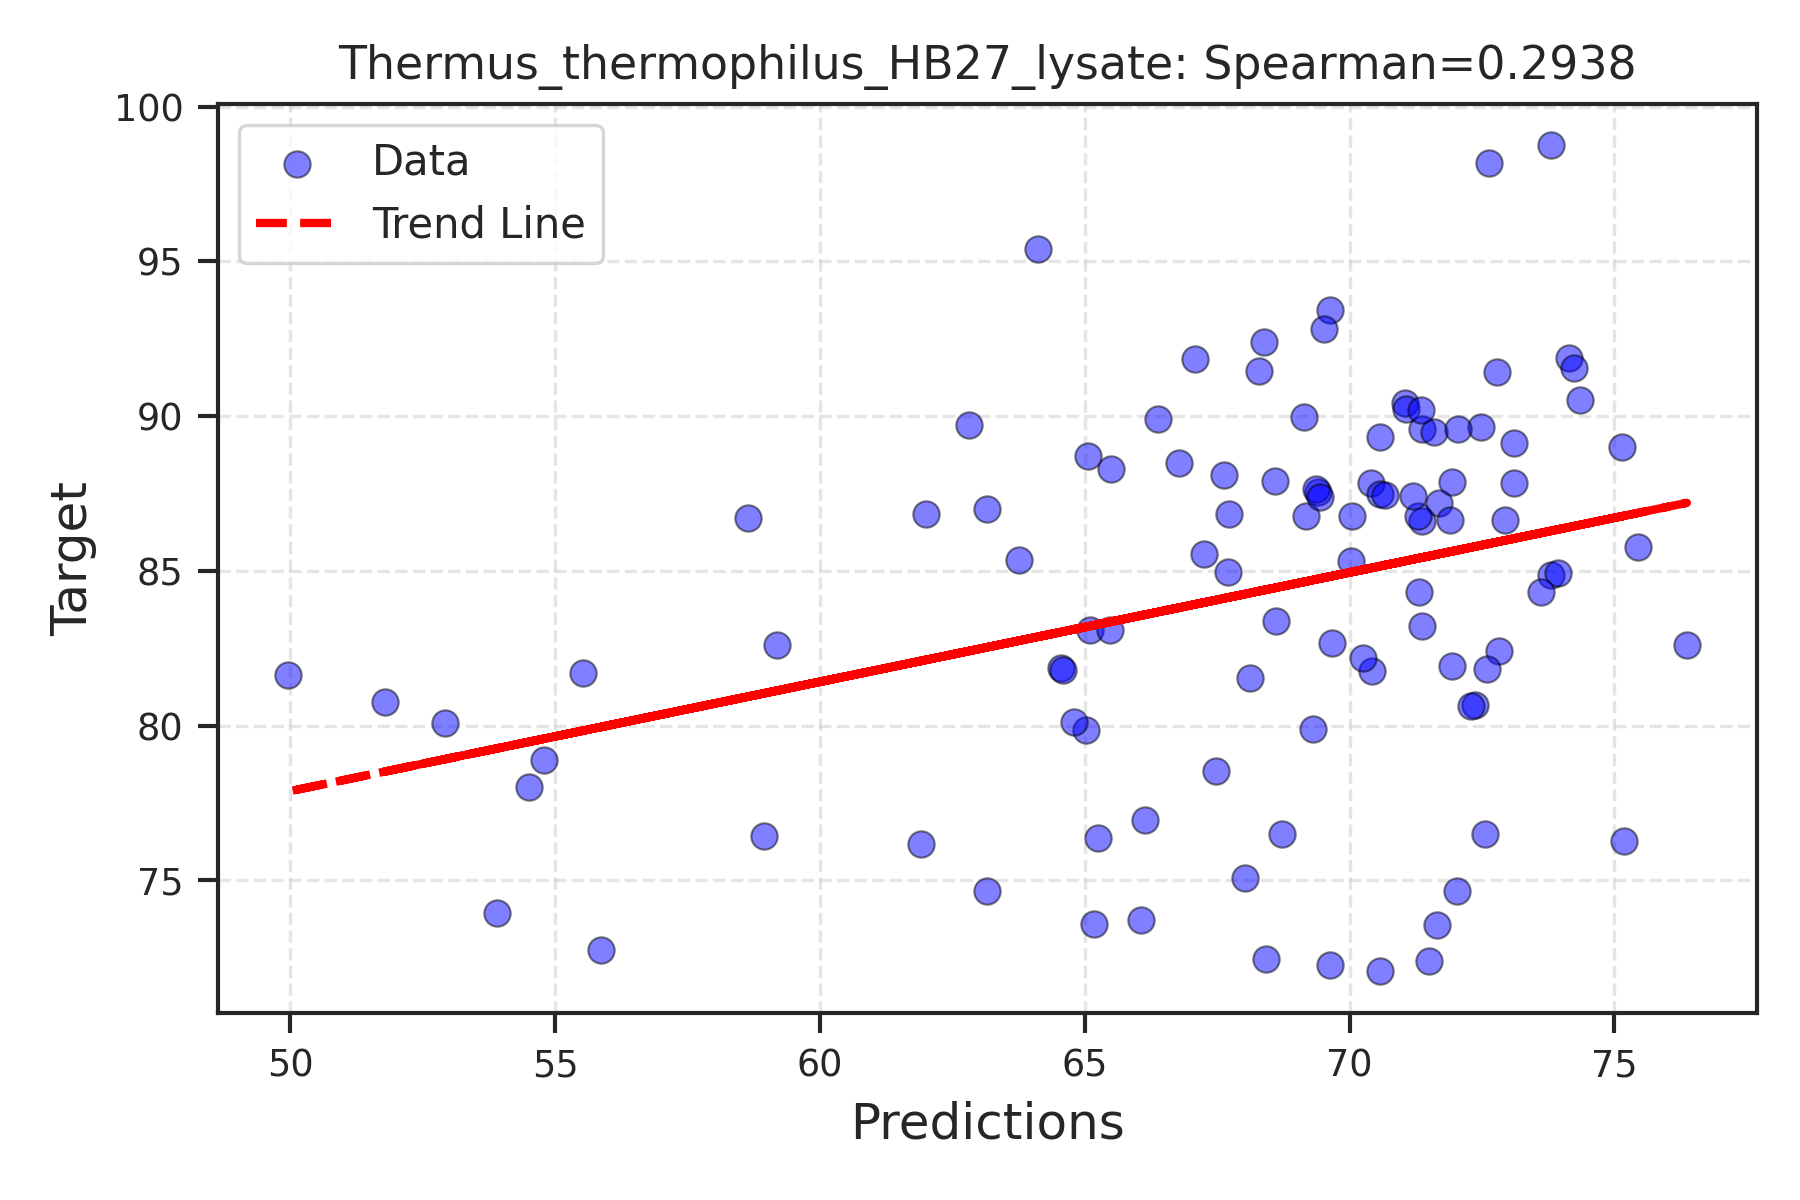 Thermus_thermophilus_HB27_lysate: Spearman=0.2938
Data
Trend Line
100
95
90
85
80
75
Target
50
55
60
65
70
75
Predictions